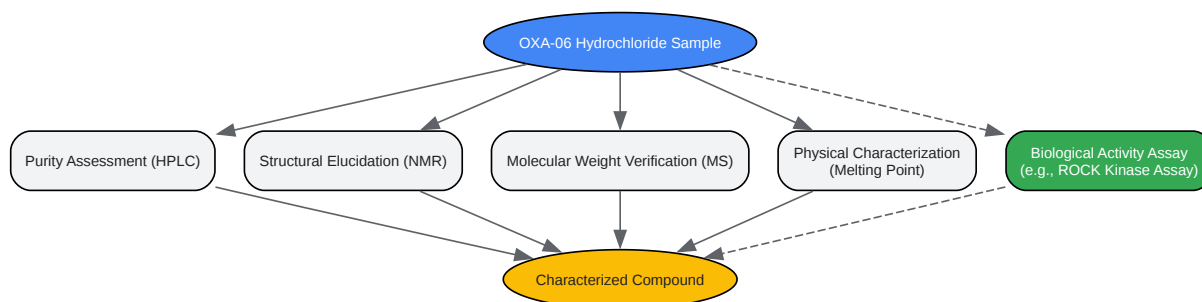 OXA-06 Hydrochloride Sample
Purity Assessment (HPLC)
Structural Elucidation (NMR)
Molecular Weight Verification (MS)
Physical Characterization
(Melting Point)
Biological Activity Assay
(e.g., ROCK Kinase Assay)
Characterized Compound